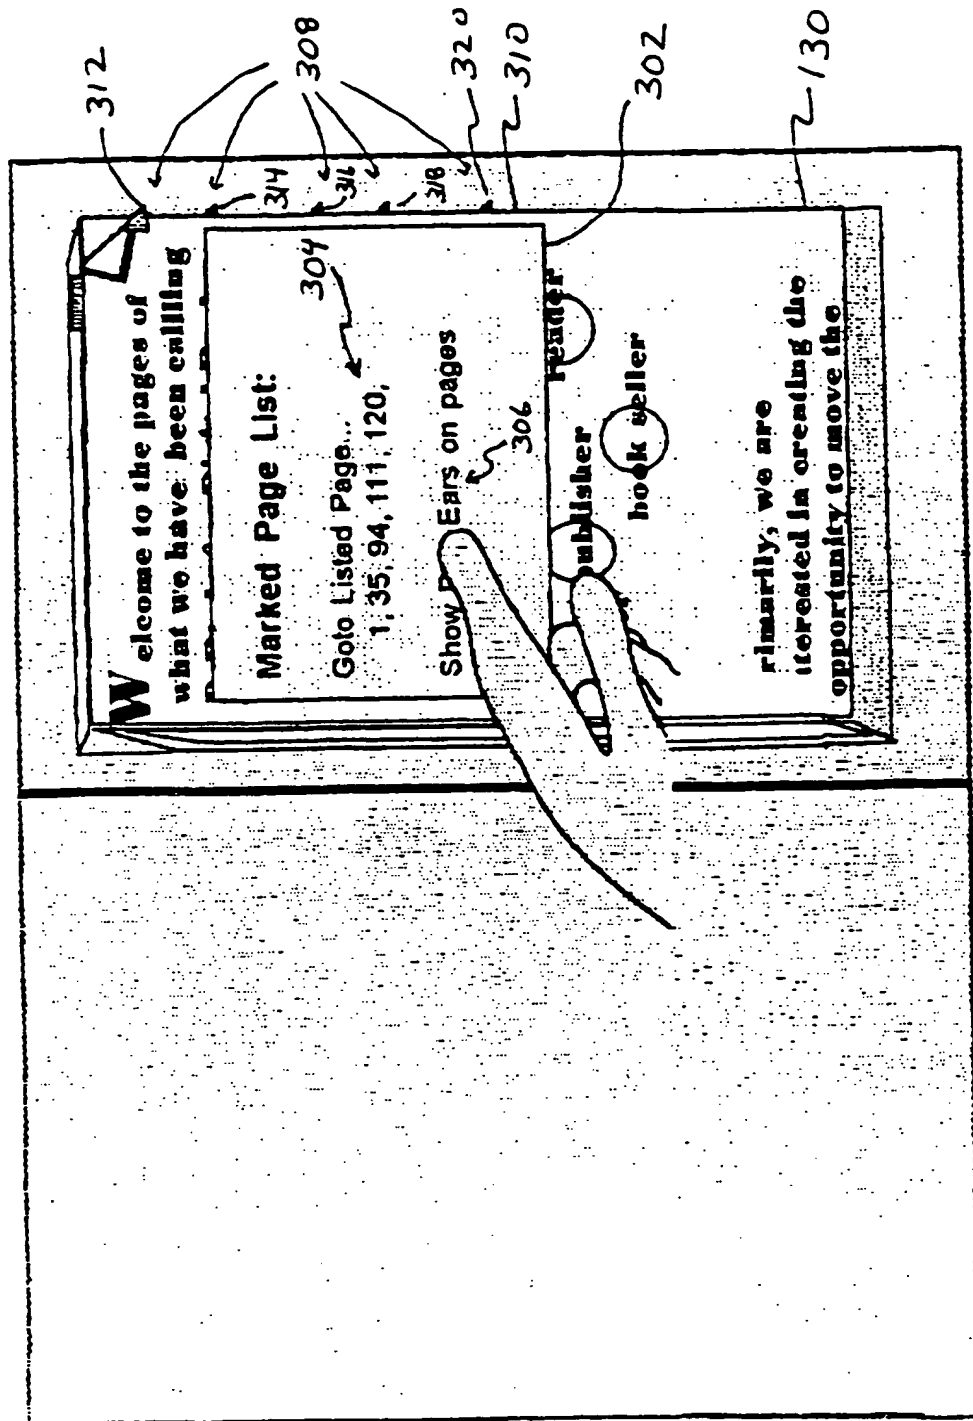 Welcome to the pages of
what we have been callling
Marked Page List:
Goto Listed Page...
1, 35, 94, 111, 120,
Show Ears on pages
304
306
reader
publisher
book seller
rimarily, we are
itereated in creating the
opportunity to move the
312
308
314
316
318
320
310
302
130